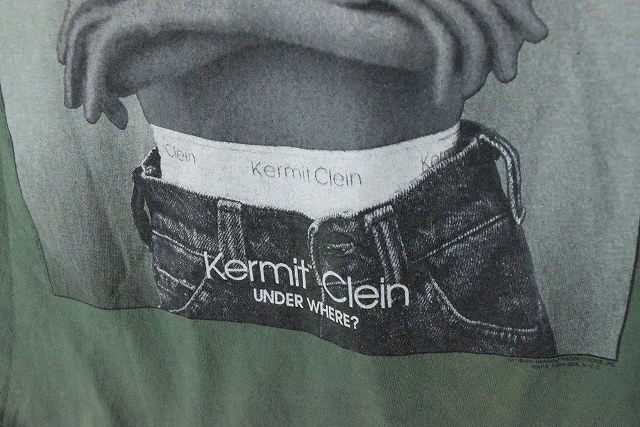 Clein
Kermit Clein
Kermit Clein
UNDER WHERE?